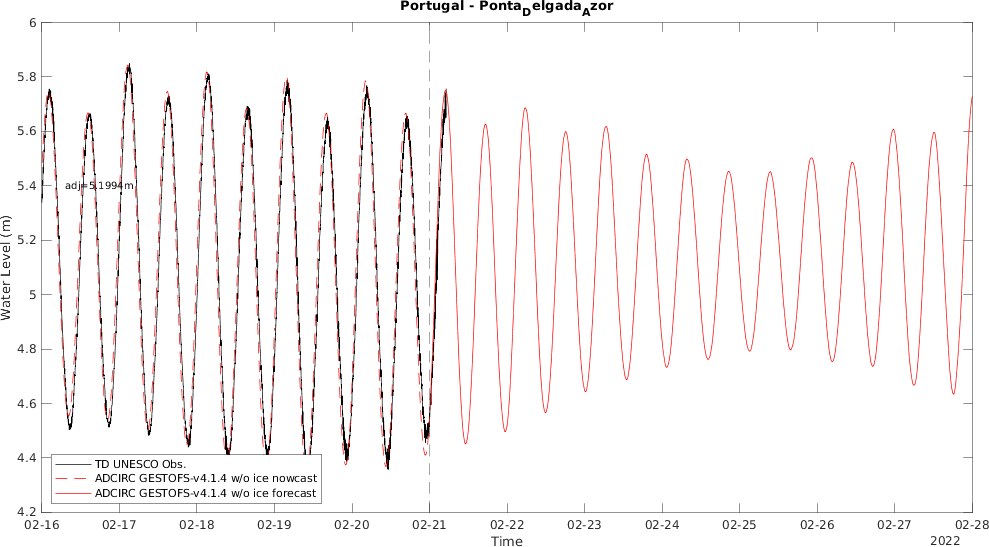 Portugal - PontaDelgadaAzor
6
5.8
5.6
5.4
5.2
5
4.8
4.6
4.4
4.2
Water Level (m)
adj=5.1994m
TD UNESCO Obs.
ADCIRC GESTOFS-v4.1.4 w/o ice nowcast
ADCIRC GESTOFS-v4.1.4 w/o ice forecast
02-16 02-17 02-18 02-19 02-20 02-21 02-22 02-23 02-24 02-25 02-26 02-27 02-28
Time
2022